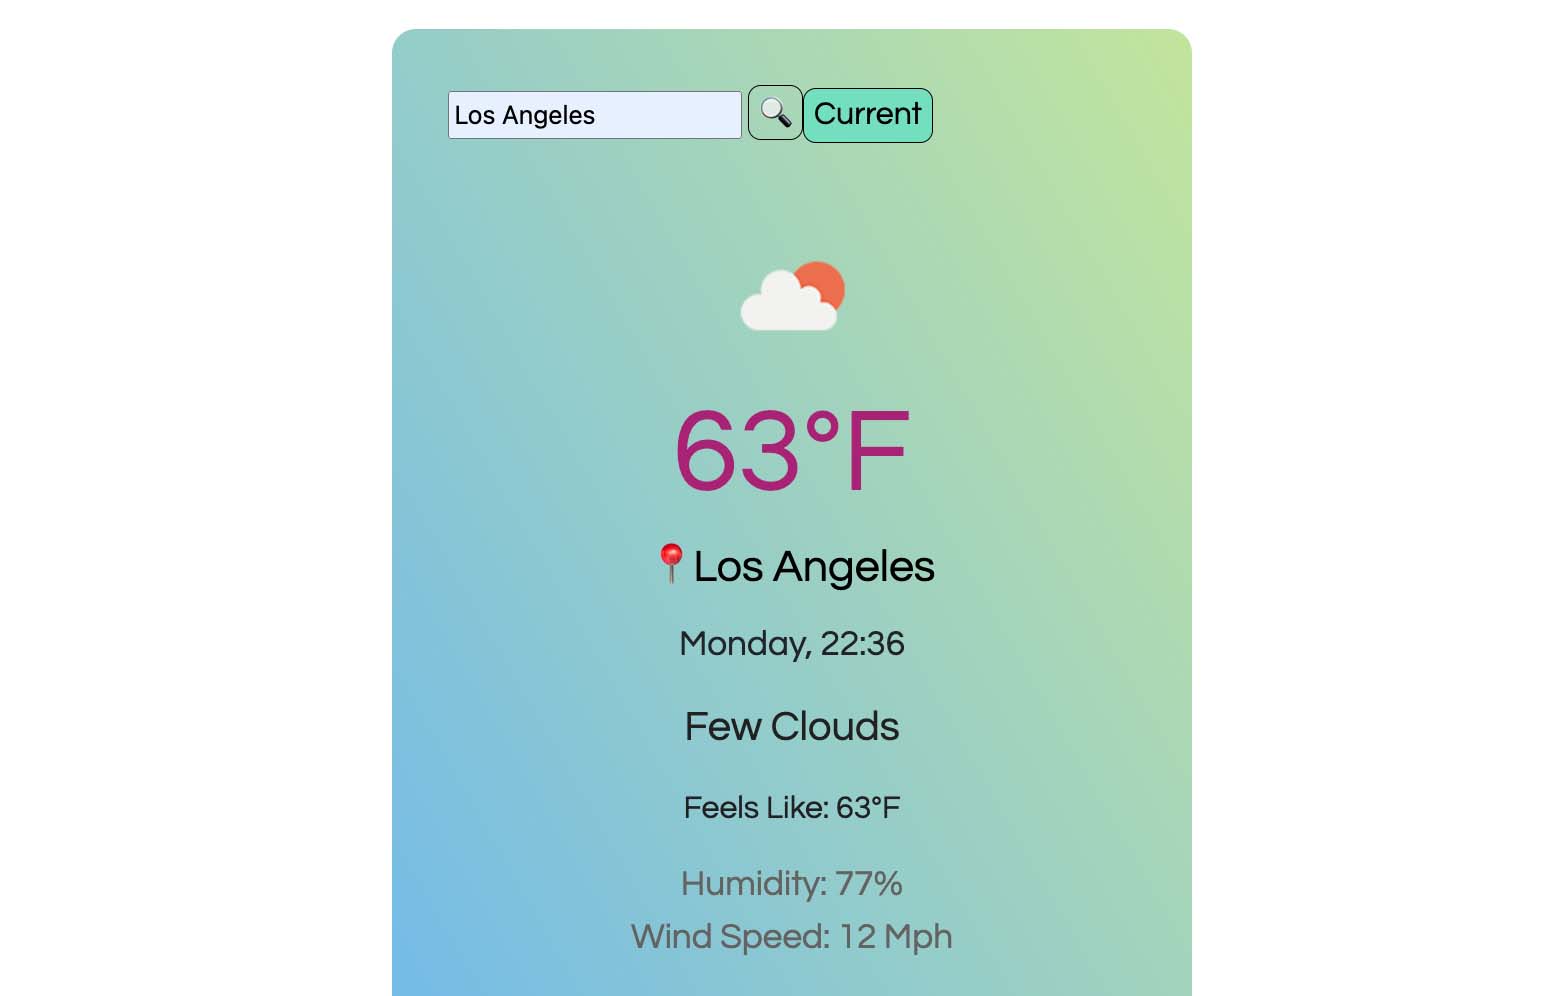 Los Angeles Current
63°F
Los Angeles
Monday, 22:36
Few Clouds
Feels Like: 63°F
Humidity: 77%
Wind Speed: 12 Mph